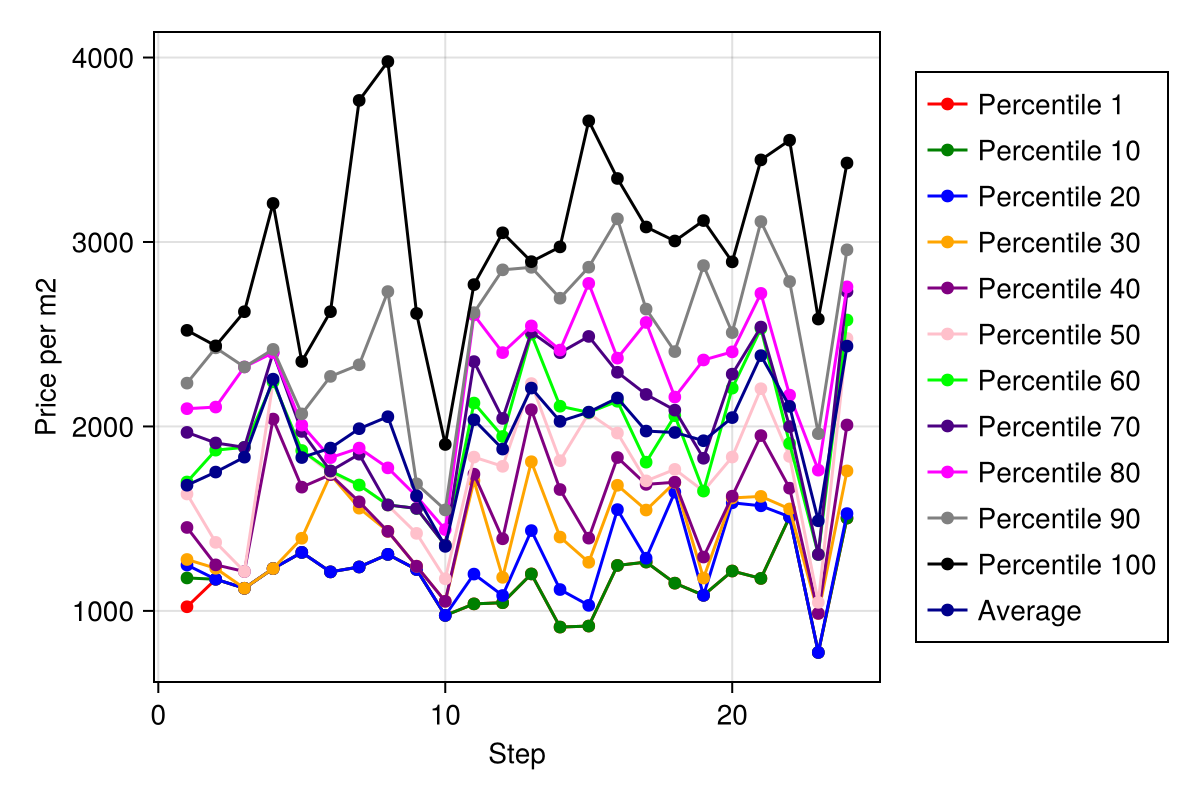 4000
3000
2000
1000
Price per m2
0
10
20
Step
Percentile 1
Percentile 10
Percentile 20
Percentile 30
Percentile 40
Percentile 50
Percentile 60
Percentile 70
Percentile 80
Percentile 90
Percentile 100
Average